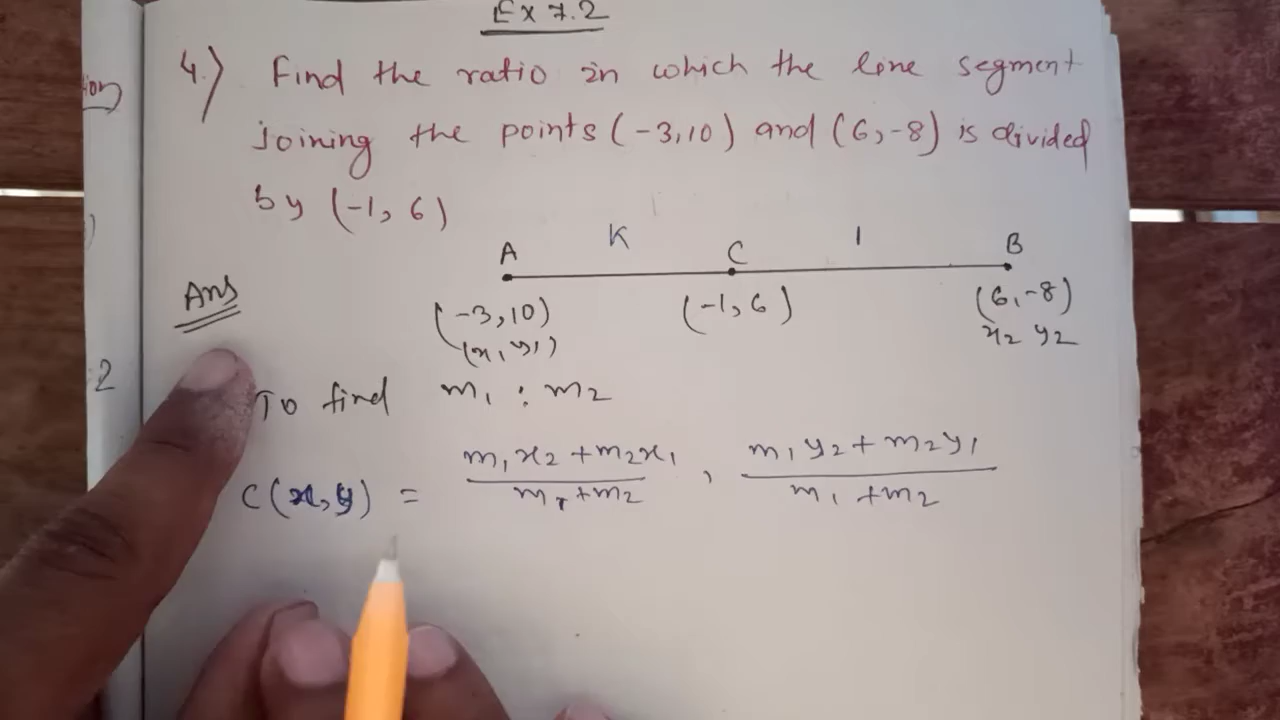 Ex 7.2
4.) Find the ratio in which the line segment
joining the points (-3,10) and (6,-8) is divided
by (-1, 6)
K 1
A C B
Ans
(-3,10) (-1,6) (6,-8)
(x1 y1) x2 y2
2
To find m1 : m2
C(x,y) = m1x2 + m2x1 / m1+m2 , m1y2 + m2y1 / m1+m2